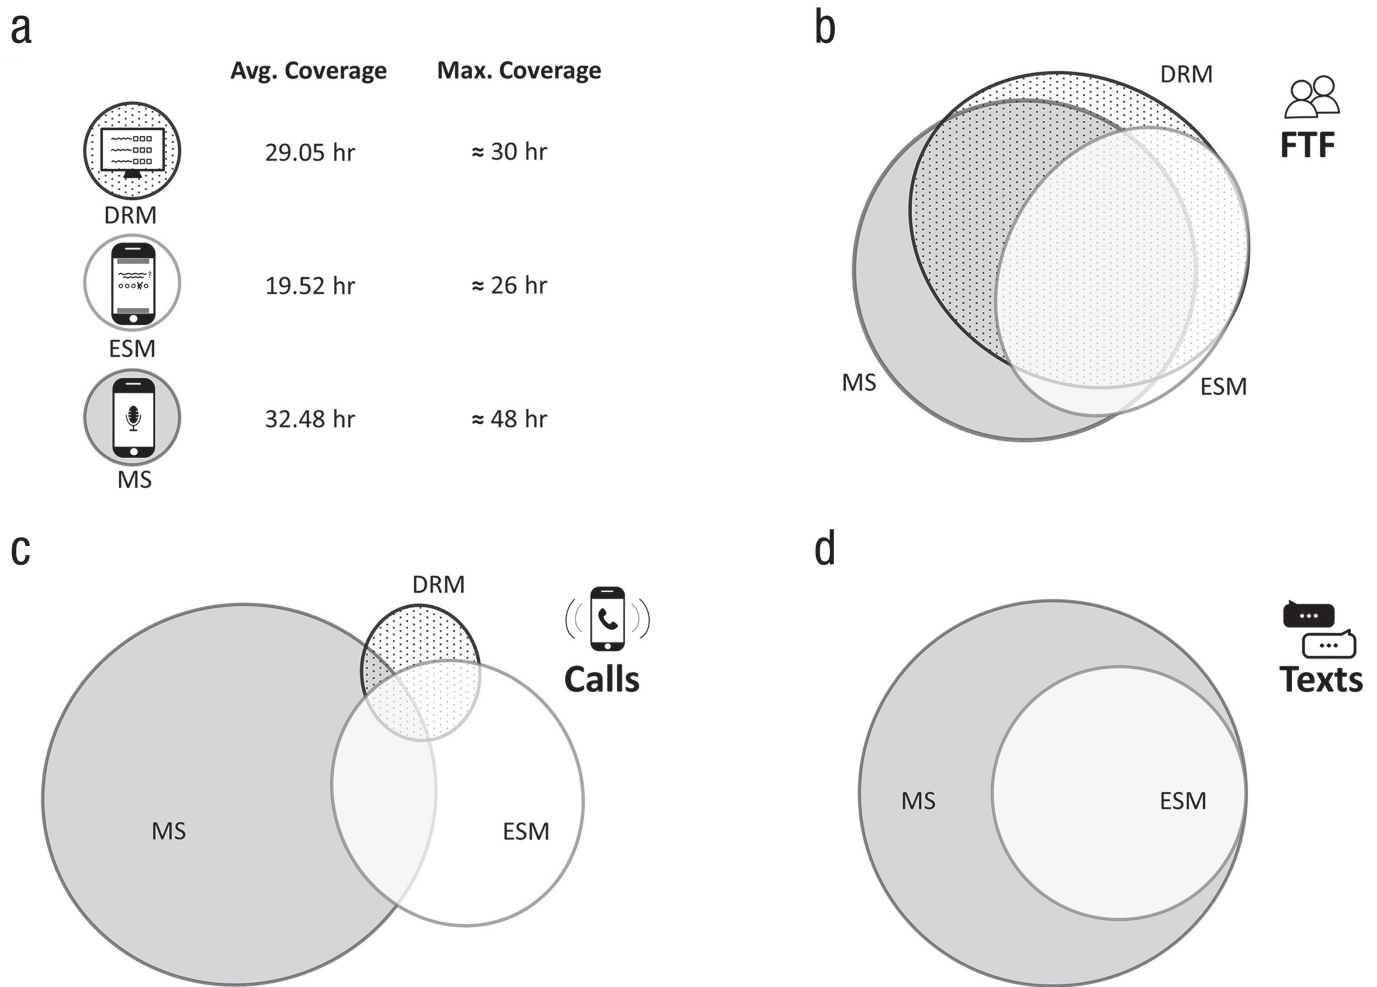 a
Avg. Coverage Max. Coverage
29.05 hr ≈ 30 hr
DRM
19.52 hr ≈ 26 hr
ESM
32.48 hr ≈ 48 hr
MS
b
DRM
FTF
MS
ESM
c
DRM
Calls
MS
ESM
d
Texts
MS
ESM